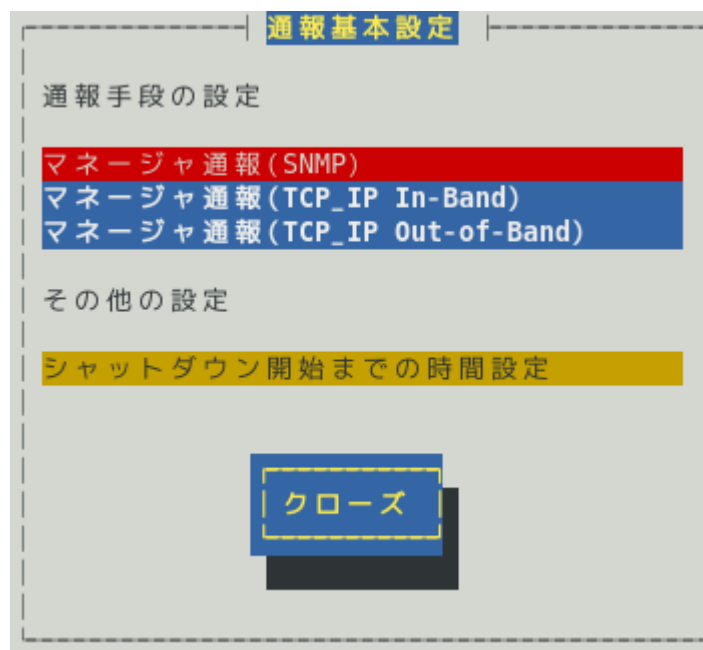 通報基本設定
通報手段の設定
マネージャ通報(SNMP)
マネージャ通報(TCP_IP In-Band)
マネージャ通報(TCP_IP Out-of-Band)
その他の設定
シャットダウン開始までの時間設定
クローズ